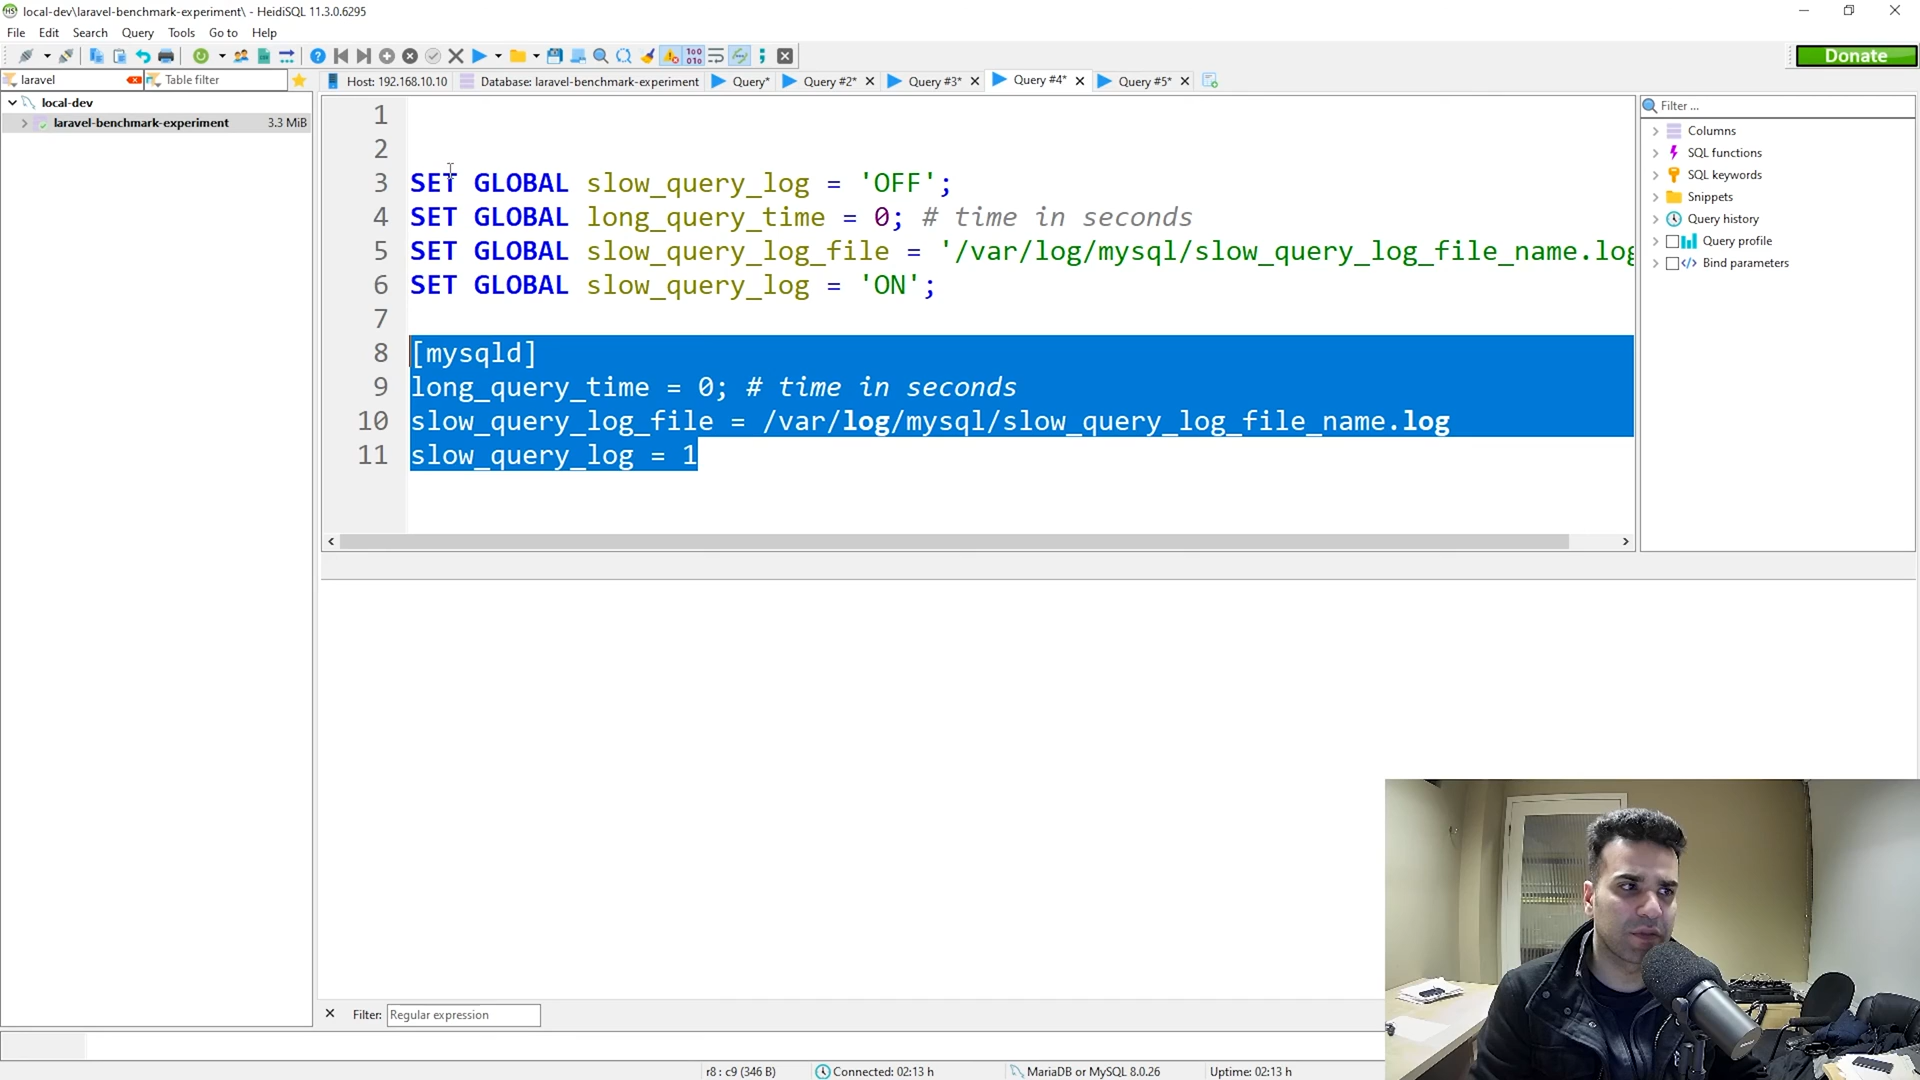 local-dev\laravel-benchmark-experiment\ - HeidiSQL 11.3.0.6295
File Edit Search Query Tools Go to Help
Donate
laravel
Table filter
Host: 192.168.10.10
Database: laravel-benchmark-experiment
Query*
Query #2*
Query #3*
Query #4*
Query #5*
local-dev
laravel-benchmark-experiment 3.3 MiB
1
2
3 SET GLOBAL slow_query_log = 'OFF';
4 SET GLOBAL long_query_time = 0; # time in seconds
5 SET GLOBAL slow_query_log_file = '/var/log/mysql/slow_query_log_file_name.log
6 SET GLOBAL slow_query_log = 'ON';
7
8 [mysqld]
9 long_query_time = 0; # time in seconds
10 slow_query_log_file = /var/log/mysql/slow_query_log_file_name.log
11 slow_query_log = 1
Filter ...
Columns
SQL functions
SQL keywords
Snippets
Query history
Query profile
Bind parameters
Filter: Regular expression
r8 : c9 (346 B)
Connected: 02:13 h
MariaDB or MySQL 8.0.26
Uptime: 02:13 h